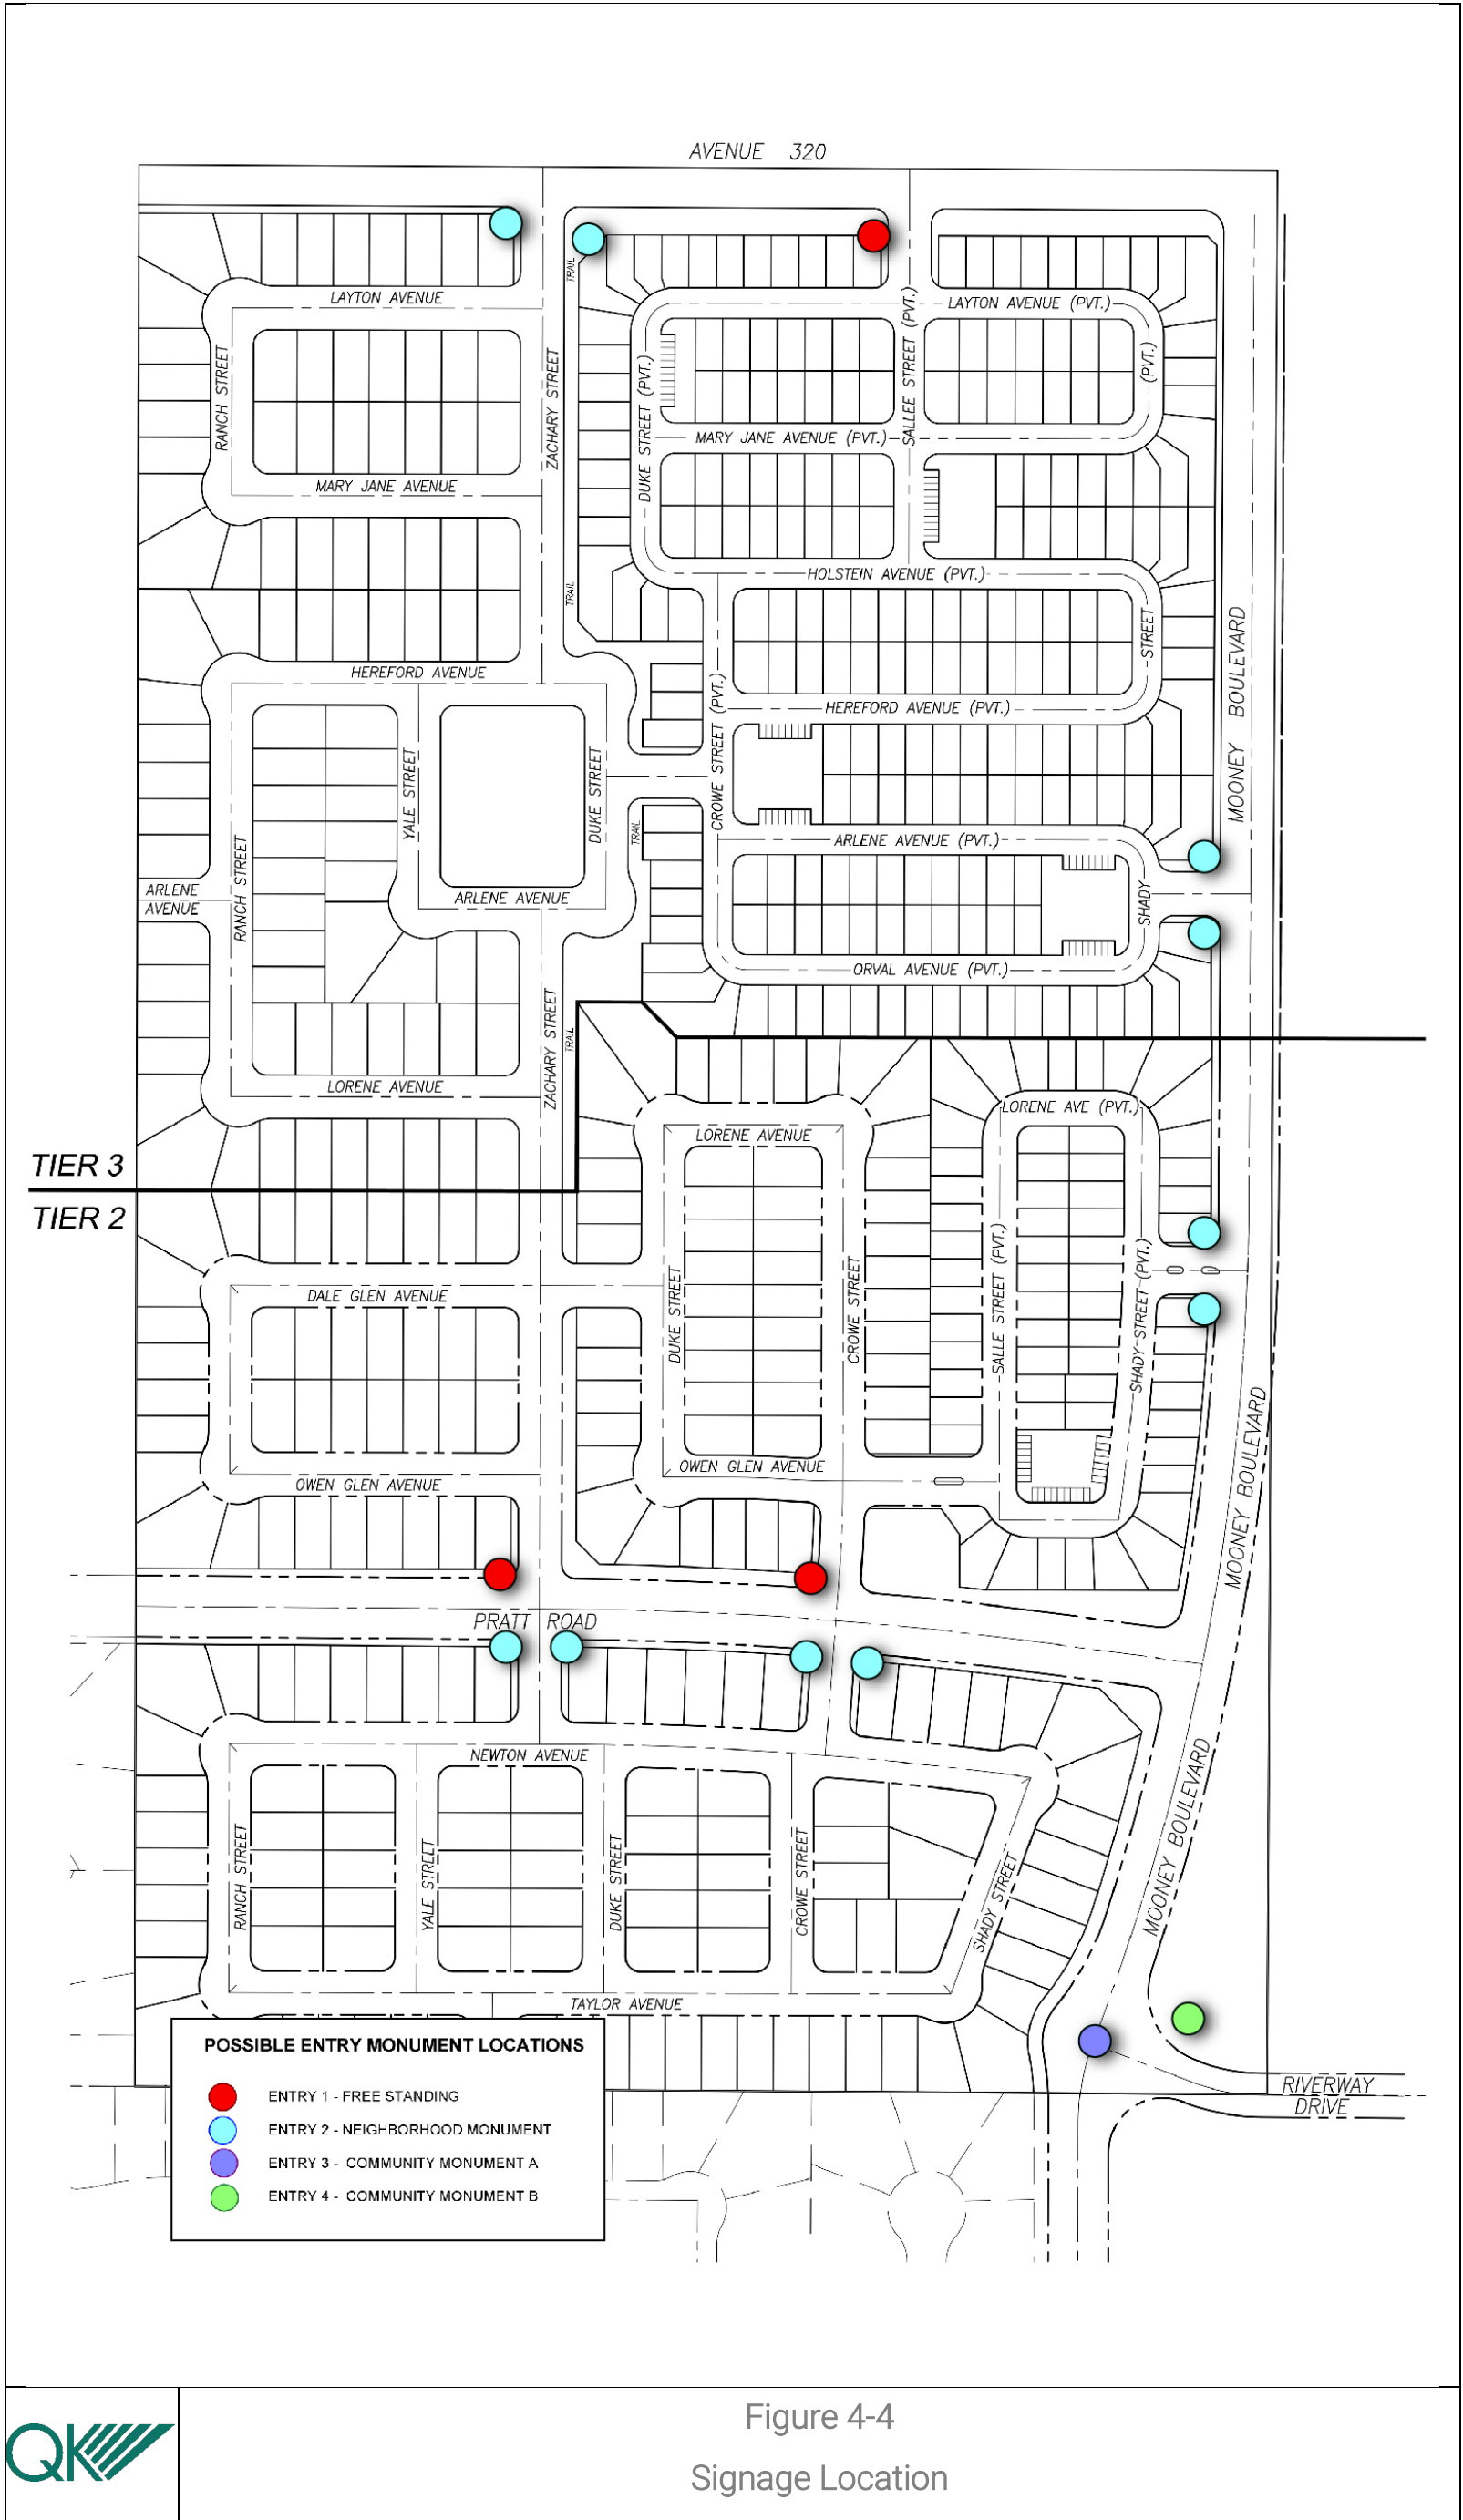 AVENUE 320
LAYTON AVENUE
LAYTON AVENUE (PVT.)
TRAIL
RANCH STREET
ZACHARY STREET
DUKE STREET (PVT.)
SALLEE STREET (PVT.)
(PVT.)
MARY JANE AVENUE (PVT.)
MARY JANE AVENUE
HOLSTEIN AVENUE (PVT.)
TRAIL
STREET
MOONEY BOULEVARD
HEREFORD AVENUE
HEREFORD AVENUE (PVT.)
CROWE STREET (PVT.)
YALE STREET
DUKE STREET
TRAIL
ARLENE AVENUE (PVT.)
ARLENE
AVENUE
RANCH STREET
ARLENE AVENUE
SHADY
ORVAL AVENUE (PVT.)
ZACHARY STREET
TRAIL
LORENE AVENUE
LORENE AVE (PVT.)
LORENE AVENUE
TIER 3
TIER 2
DALE GLEN AVENUE
DUKE STREET
CROWE STREET
SALLE STREET (PVT.)
SHADY STREET (PVT.)
MOONEY BOULEVARD
OWEN GLEN AVENUE
OWEN GLEN AVENUE
PRATT ROAD
NEWTON AVENUE
RANCH STREET
YALE STREET
DUKE STREET
CROWE STREET
SHADY STREET
MOONEY BOULEVARD
TAYLOR AVENUE
RIVERWAY
DRIVE
POSSIBLE ENTRY MONUMENT LOCATIONS
ENTRY 1 - FREE STANDING
ENTRY 2 - NEIGHBORHOOD MONUMENT
ENTRY 3 - COMMUNITY MONUMENT A
ENTRY 4 - COMMUNITY MONUMENT B
QK
Figure 4-4
Signage Location